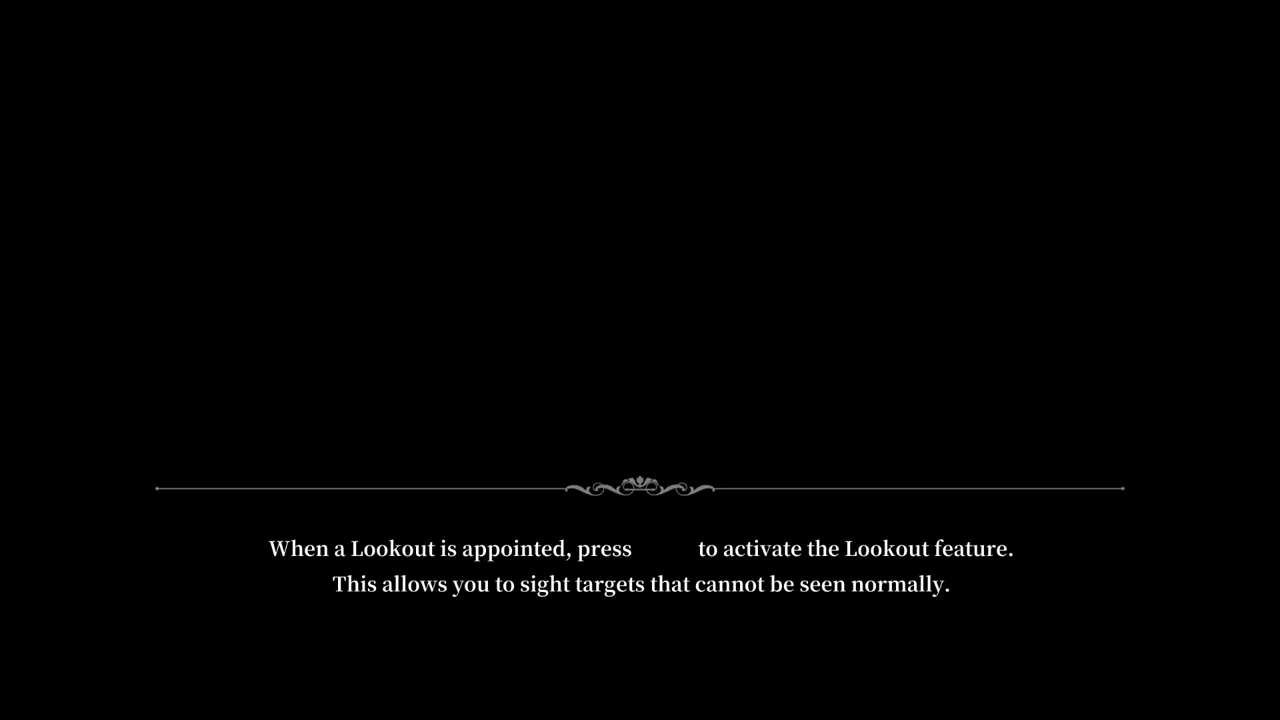 When a Lookout is appointed, press to activate the Lookout feature.
This allows you to sight targets that cannot be seen normally.